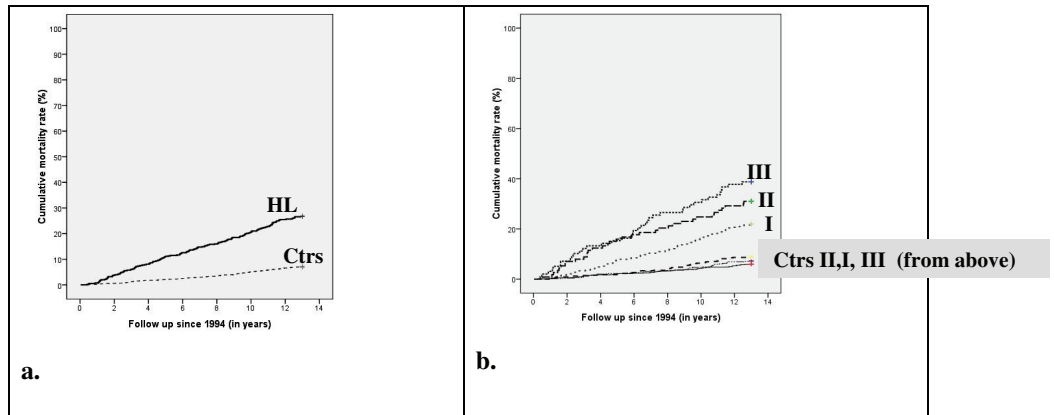 100
90
80
70
60
50
40
30
20
10
0
Cumulative mortality rate (%)
HL
Ctrs
0 2 4 6 8 10 12 14
Follow up since 1994 (in years)
a.
100
80
60
40
20
0
Cumulative mortality rate (%)
III
II
I
Ctrs II,I, III (from above)
0 2 4 6 8 10 12 14
Follow up since 1994 (in years)
b.